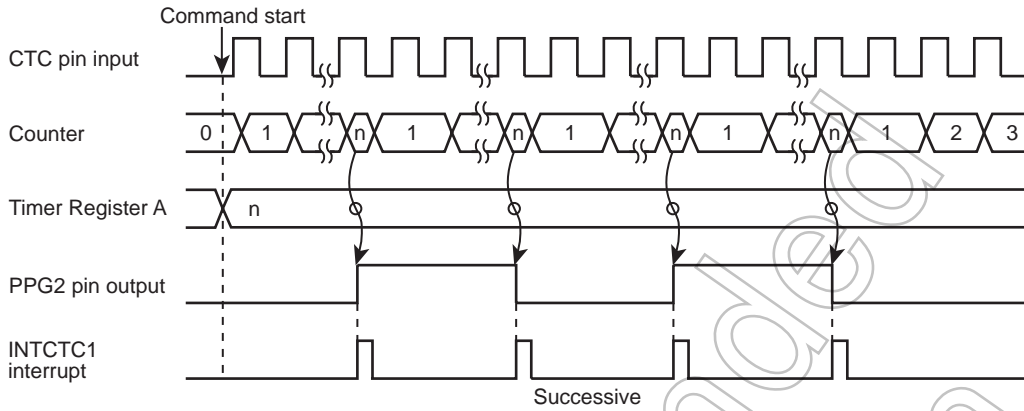 Command start
CTC pin input
Counter 0 1 n 1 n 1 n 1 n 1 2 3
Timer Register A n
PPG2 pin output
INTCTC1
interrupt
Successive